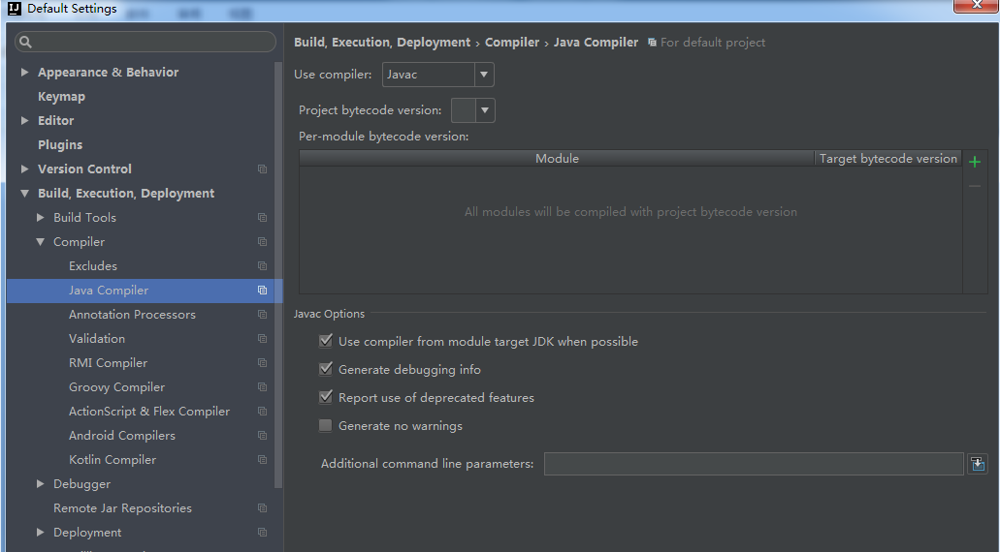 Default Settings
Appearance & Behavior
Keymap
Editor
Plugins
Version Control
Build, Execution, Deployment
Build Tools
Compiler
Excludes
Java Compiler
Annotation Processors
Validation
RMI Compiler
Groovy Compiler
ActionScript & Flex Compiler
Android Compilers
Kotlin Compiler
Debugger
Remote Jar Repositories
Deployment
Build, Execution, Deployment › Compiler › Java Compiler For default project
Use compiler: Javac
Project bytecode version:
Per-module bytecode version:
Module Target bytecode version
All modules will be compiled with project bytecode version
Javac Options
Use compiler from module target JDK when possible
Generate debugging info
Report use of deprecated features
Generate no warnings
Additional command line parameters: